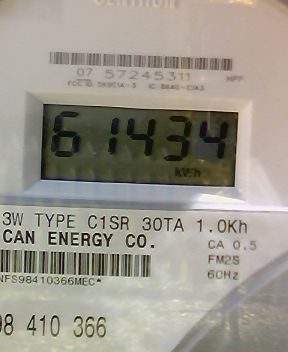 CENTRON
07 57245311
61434
kWh
3W TYPE C1SR 30TA 1.0Kh
CAN ENERGY CO.
CA 0.5
FM2S
60Hz
NFS98410366MEC*
98 410 366